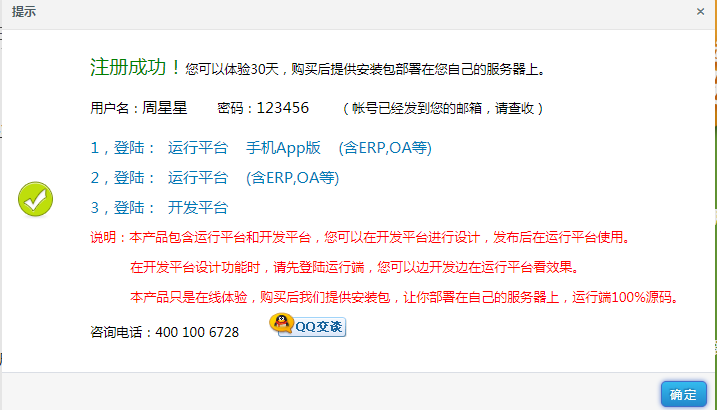 提示
×
注册成功！您可以体验30天，购买后提供安装包部署在您自己的服务器上。
用户名：周星星 密码：123456 （帐号已经发到您的邮箱，请查收）
1，登陆： 运行平台 手机App版 (含ERP,OA等)
2，登陆： 运行平台 (含ERP,OA等)
3，登陆： 开发平台
说明：本产品包含运行平台和开发平台，您可以在开发平台进行设计，发布后在运行平台使用。
在开发平台设计功能时，请先登陆运行端，您可以边开发边在运行平台看效果。
本产品只是在线体验，购买后我们提供安装包，让你部署在自己的服务器上，运行端100%源码。
咨询电话：400 100 6728 QQ交谈
确定